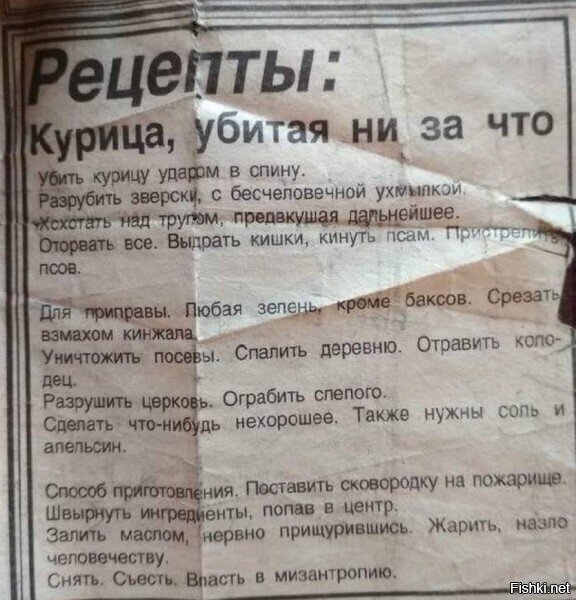 Рецепты:
Курица, убитая ни за что
Убить курицу ударом в спину.
Разрубить зверски, с бесчеловечной ухмылкой.
Хохотать над трупом, предвкушая дальнейшее.
Оторвать все. Выдрать кишки, кинуть псам. Пристрелить
псов.
Для приправы. Любая зелень, кроме баксов. Срезать
взмахом кинжала.
Уничтожить посевы. Спалить деревню. Отравить коло-
дец.
Разрушить церковь. Ограбить слепого.
Сделать что-нибудь нехорошее. Также нужны соль и
апельсин.
Способ приготовления. Поставить сковородку на пожарище.
Швырнуть ингредиенты, попав в центр.
Залить маслом, нервно прищурившись. Жарить, назло
человечеству.
Снять. Съесть. Впасть в мизантропию.
Fishki.net